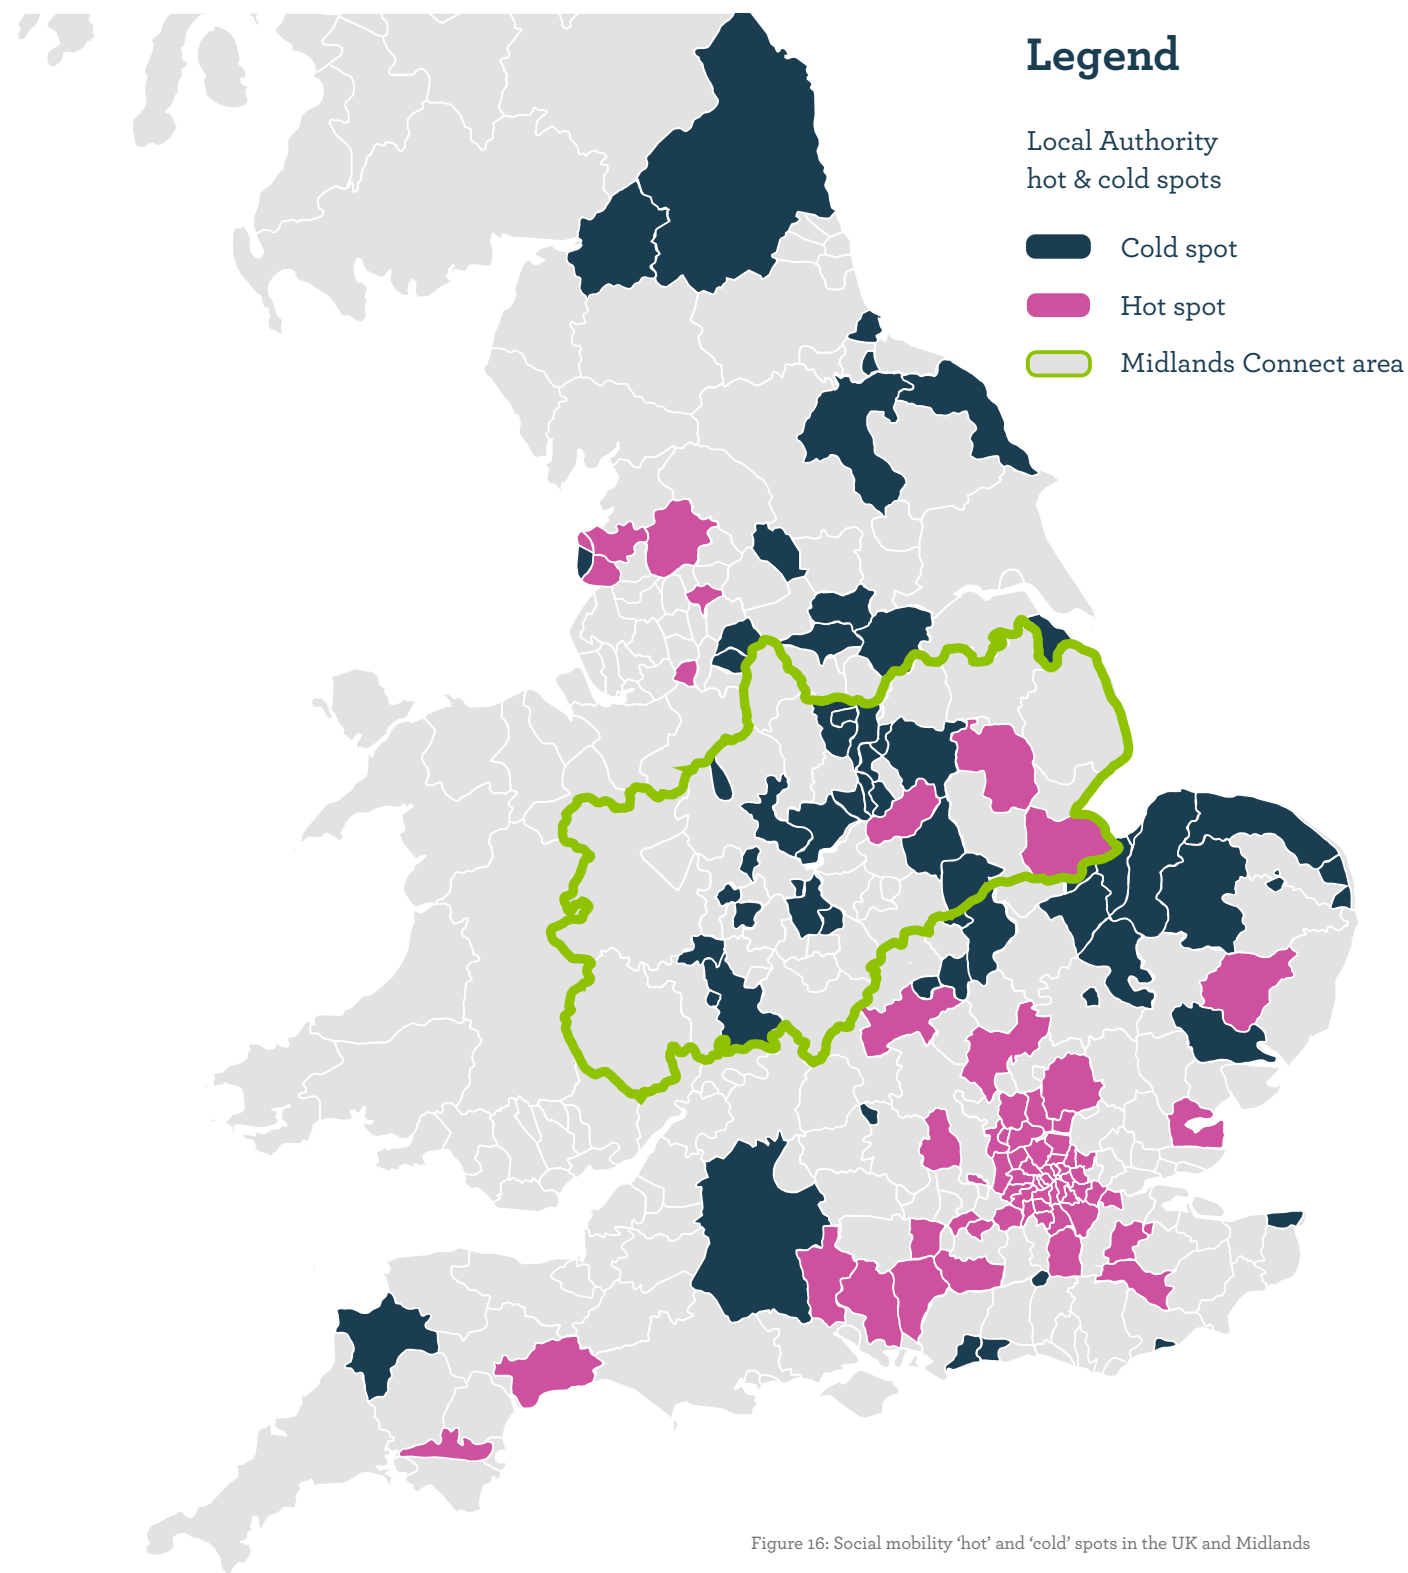 Legend
Local Authority
hot & cold spots
Cold spot
Hot spot
Midlands Connect area
Figure 16: Social mobility ‘hot’ and ‘cold’ spots in the UK and Midlands